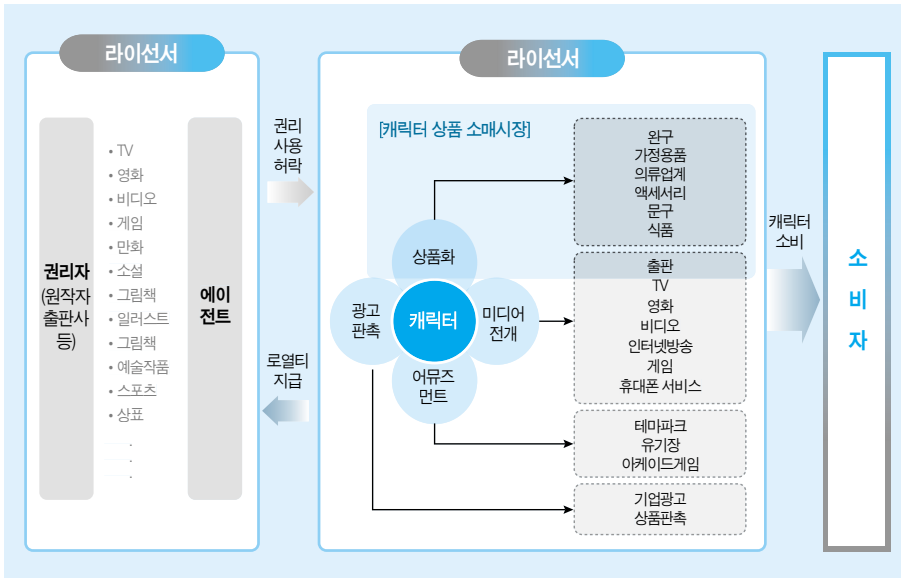 라이선서
권리자
(원작자
출판사
등)
• TV
• 영화
• 비디오
• 게임
• 만화
• 소설
• 그림책
• 일러스트
• 그림책
• 예술작품
• 스포츠
• 상표
에이
전트
권리
사용
허락
로열티
지급
라이선서
[캐릭터 상품 소매시장]
상품화
광고
판촉
캐릭터
미디어
전개
어뮤즈
먼트
완구
가정용품
의류업계
액세서리
문구
식품
출판
TV
영화
비디오
인터넷방송
게임
휴대폰 서비스
테마파크
유기장
아케이드게임
기업광고
상품판촉
캐릭터
소비
소
비
자